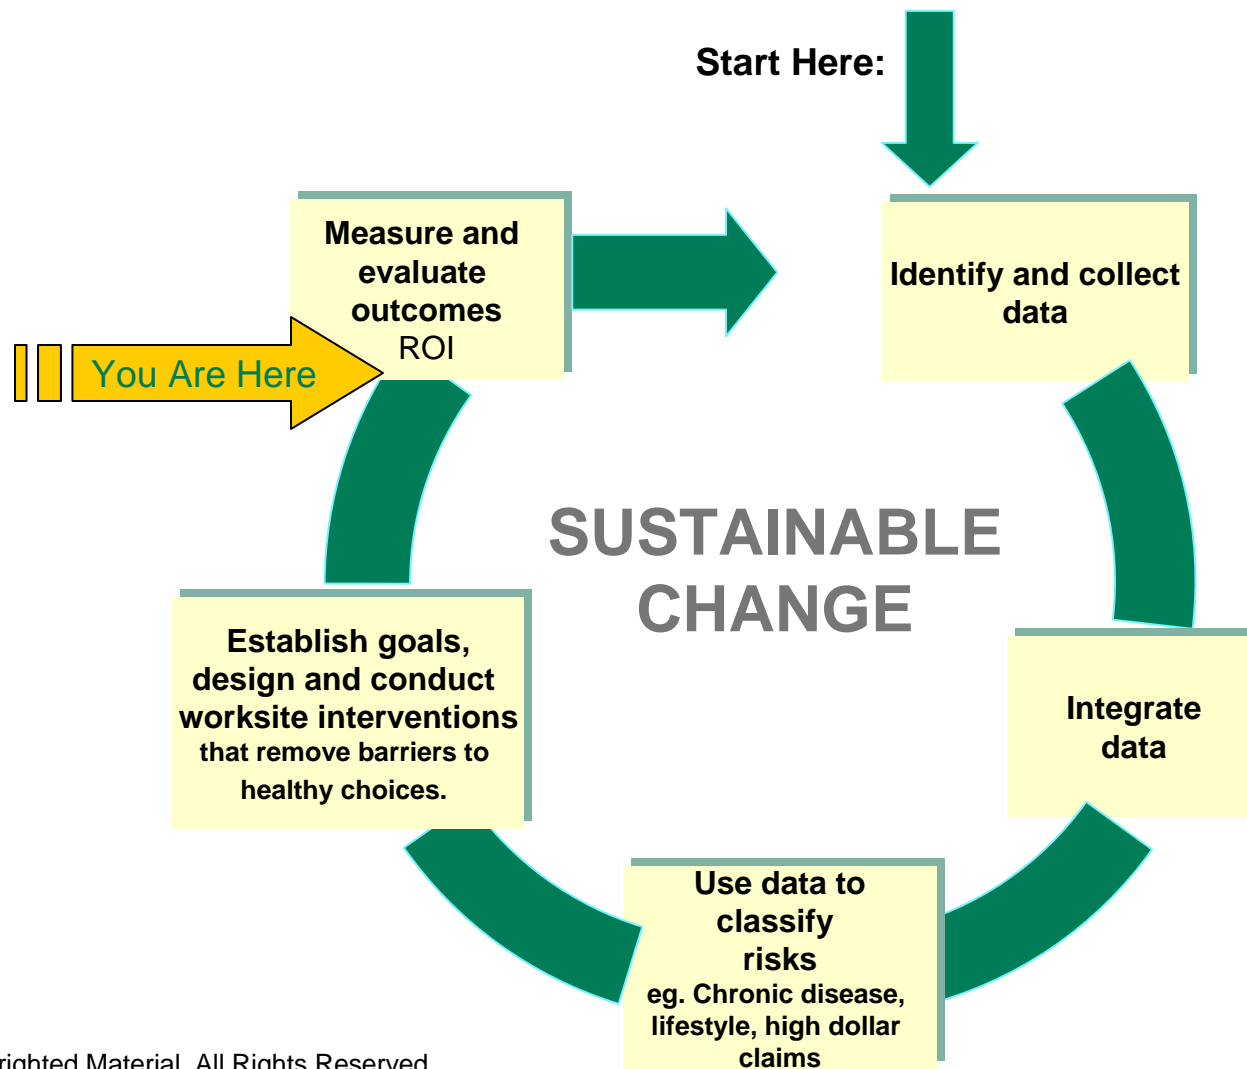 Start Here:
Measure and
evaluate
outcomes
ROI
Identify and collect
data
You Are Here
SUSTAINABLE
CHANGE
Establish goals,
design and conduct
worksite interventions
that remove barriers to
healthy choices.
Integrate
data
Use data to
classify
risks
eg. Chronic disease,
lifestyle, high dollar
claims
righted Material. All Rights Reserved